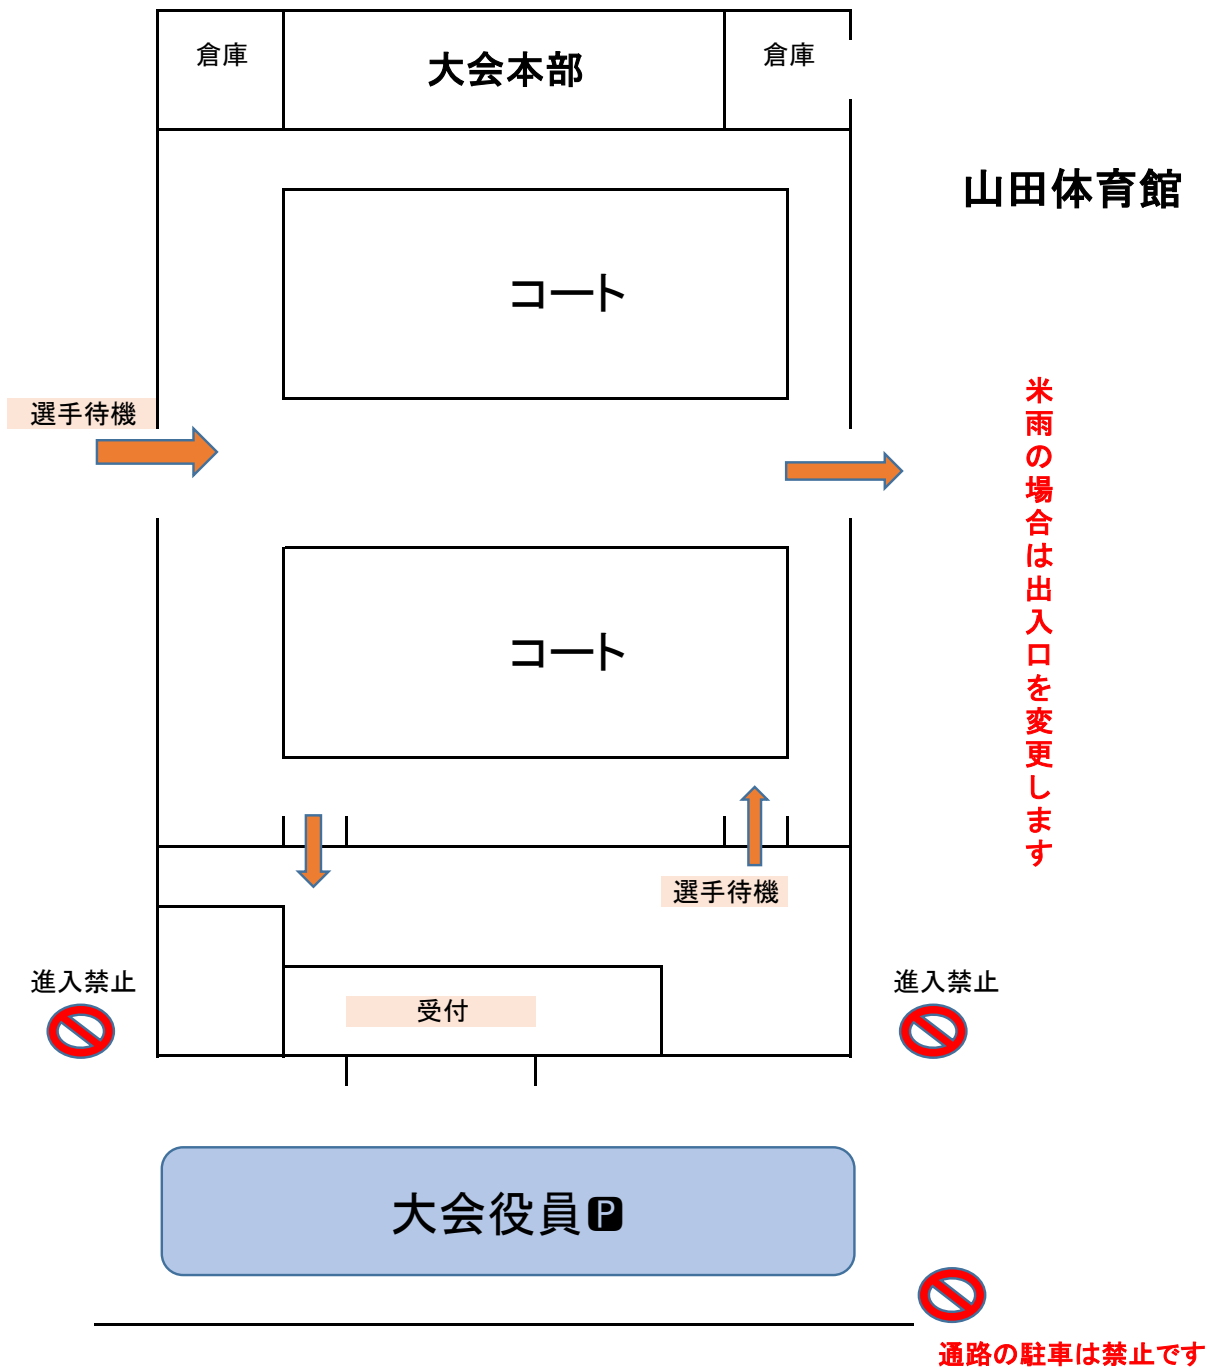 倉庫
大会本部
倉庫
山田体育館
コート
米雨の場合は出入口を変更します
選手待機
コート
選手待機
進入禁止
進入禁止
受付
大会役員🅿
通路の駐車は禁止です